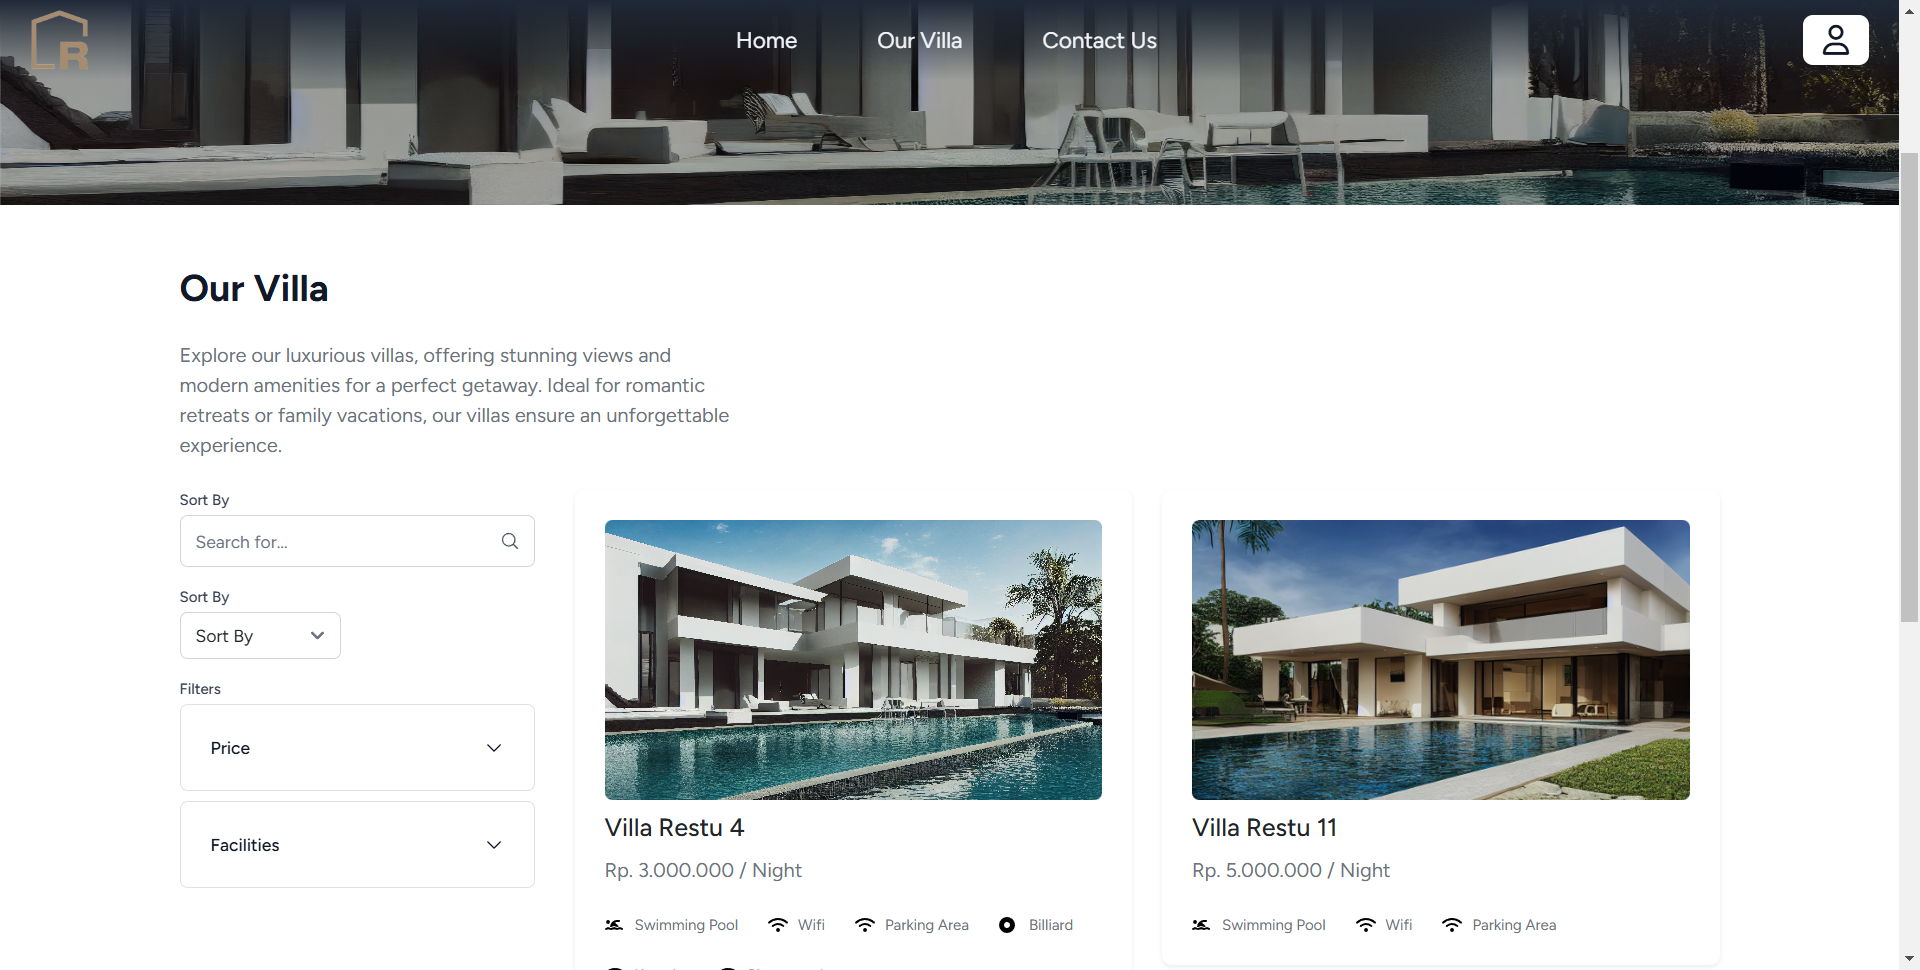 R
Home
Our Villa
Contact Us
Our Villa
Explore our luxurious villas, offering stunning views and
modern amenities for a perfect getaway. Ideal for romantic
retreats or family vacations, our villas ensure an unforgettable
experience.
Sort By
Search for...
Sort By
Sort By
Filters
Price
Facilities
Villa Restu 4
Rp. 3.000.000 / Night
Swimming Pool Wifi Parking Area Billiard
Villa Restu 11
Rp. 5.000.000 / Night
Swimming Pool Wifi Parking Area